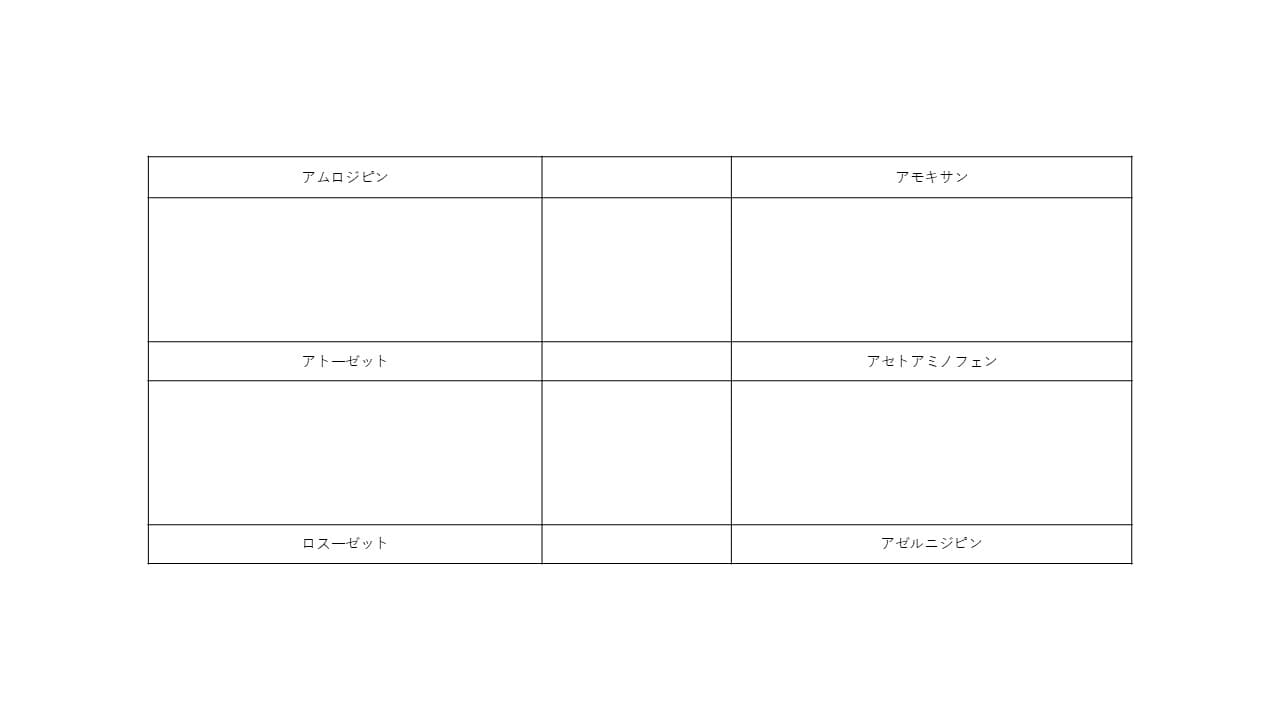 アムロジピン
アモキサン
アトーゼット
アセトアミノフェン
ロスーゼット
アゼルニジピン